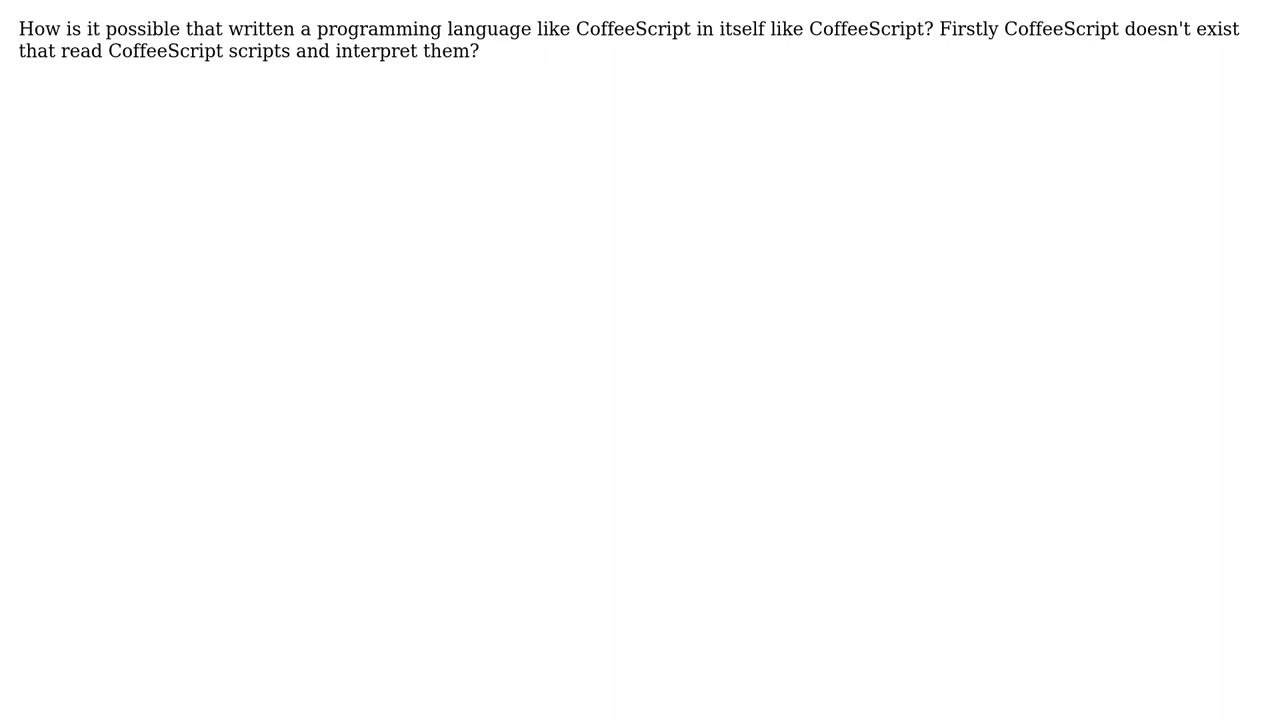 How is it possible that written a programming language like CoffeeScript in itself like CoffeeScript? Firstly CoffeeScript doesn't exist
that read CoffeeScript scripts and interpret them?